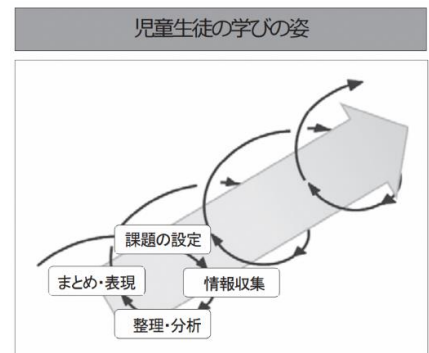 児童生徒の学びの姿
課題の設定
まとめ・表現
情報収集
整理・分析